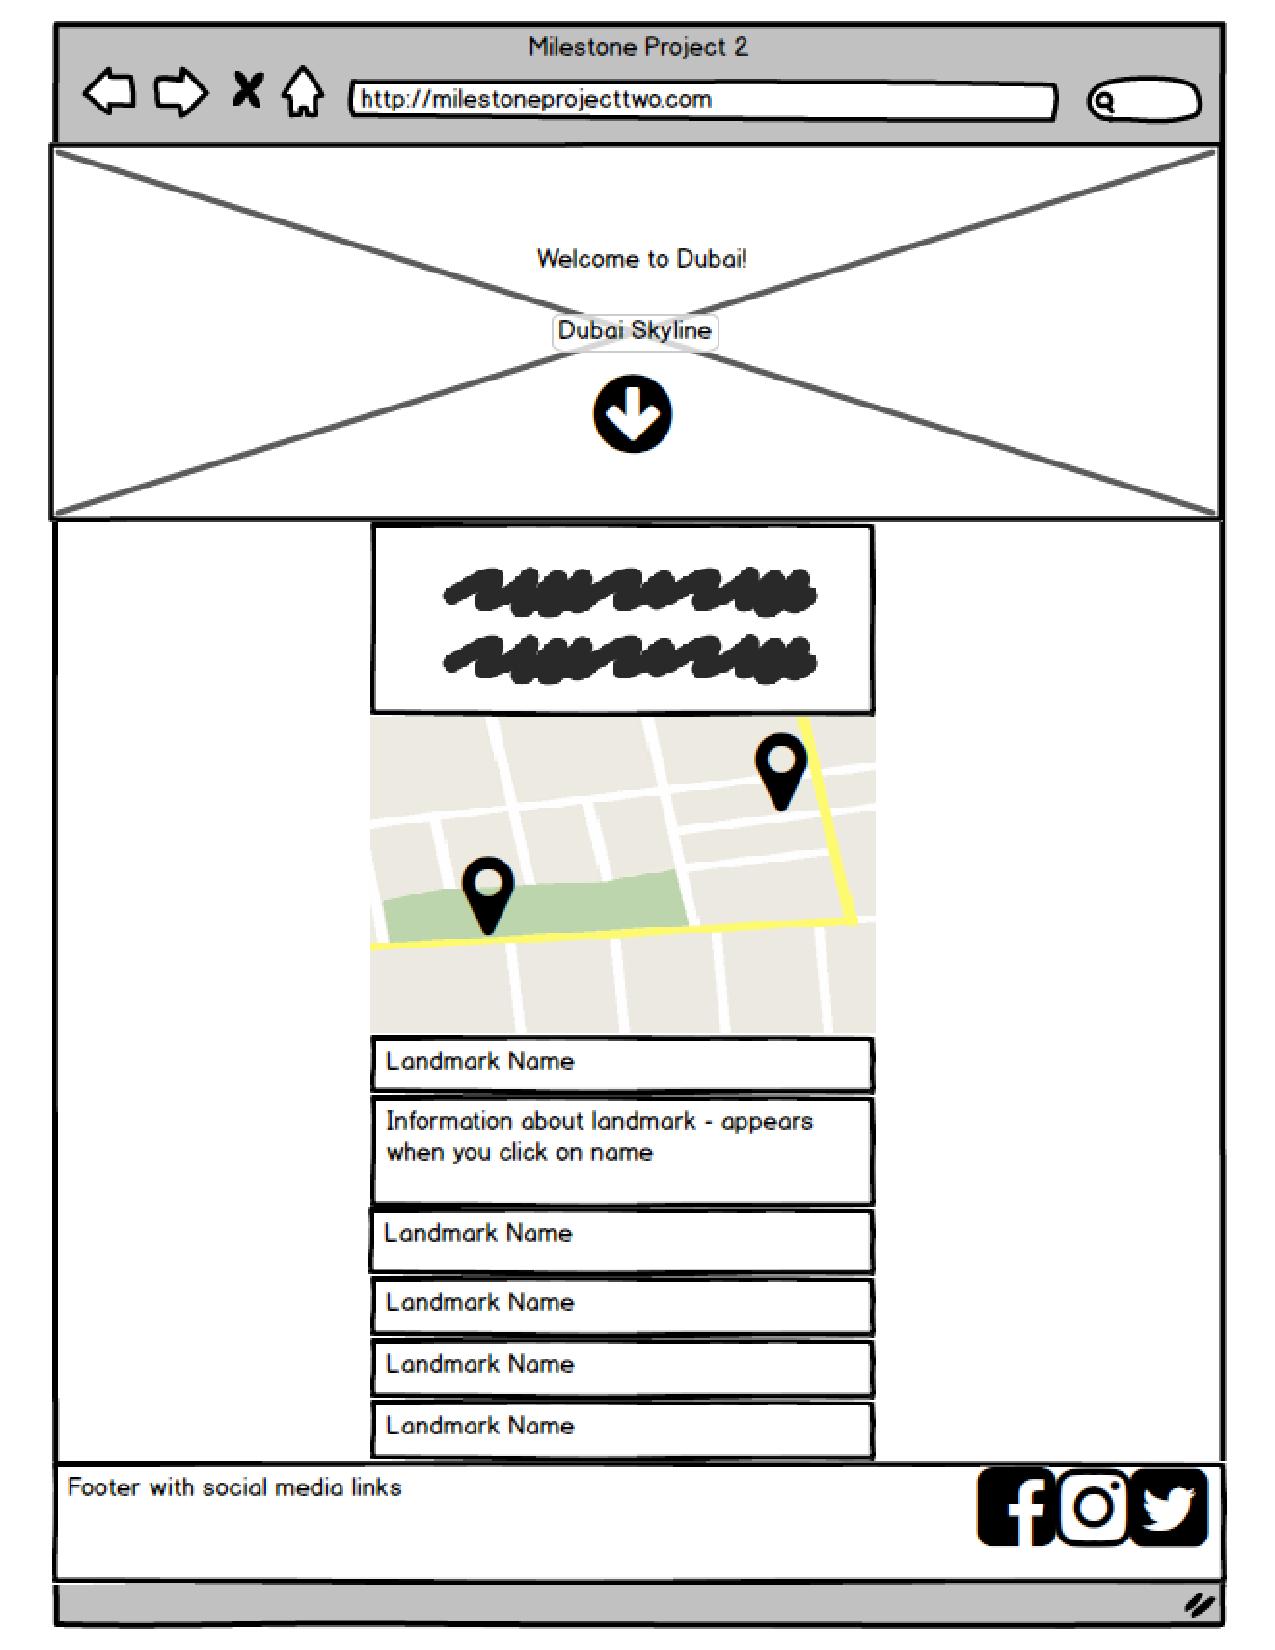 Milestone Project 2
http://milestoneprojecttwo.com
Welcome to Dubai!
Dubai Skyline
Landmark Name
Information about landmark - appears
when you click on name
Landmark Name
Landmark Name
Landmark Name
Landmark Name
Footer with social media links